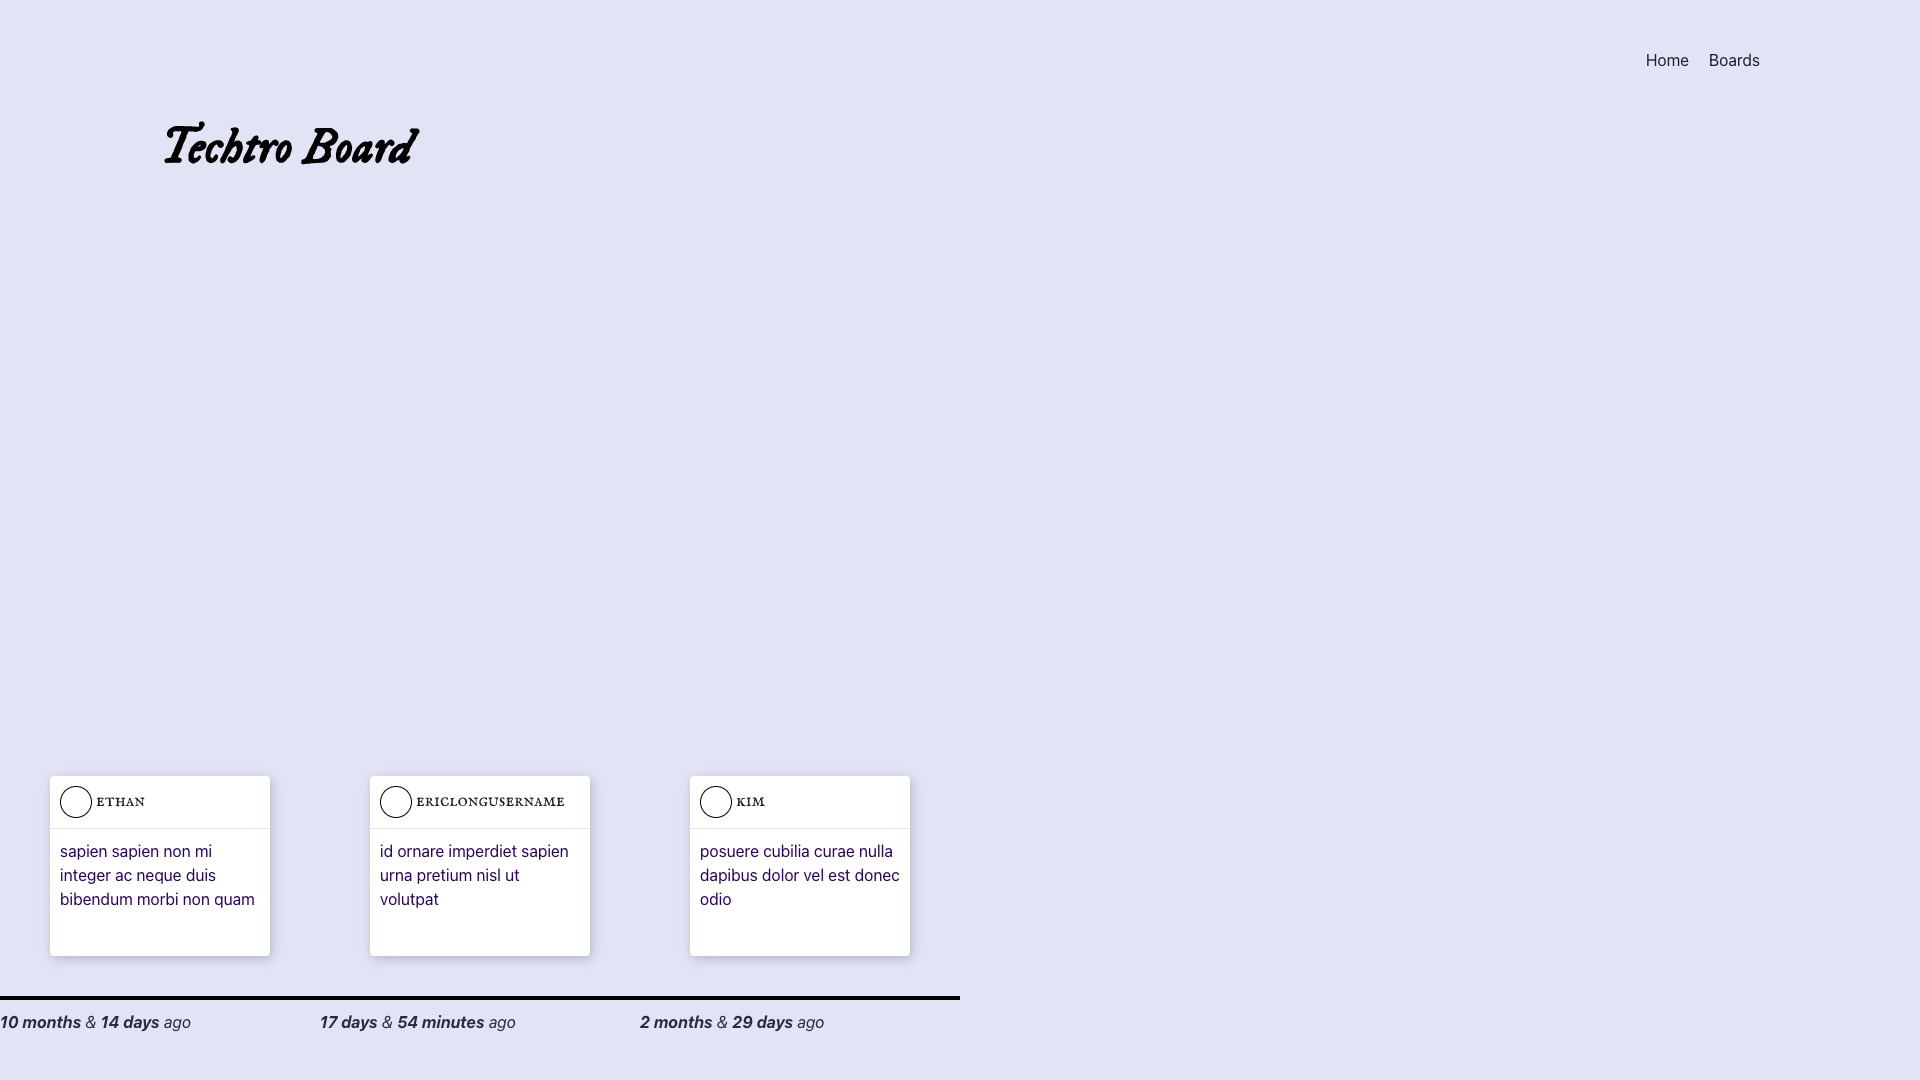 Home Boards
Techtro Board
ETHAN
sapien sapien non mi
integer ac neque duis
bibendum morbi non quam
ERICLONGUSERNAME
id ornare imperdiet sapien
urna pretium nisl ut
volutpat
KIM
posuere cubilia curae nulla
dapibus dolor vel est donec
odio
10 months & 14 days ago
17 days & 54 minutes ago
2 months & 29 days ago